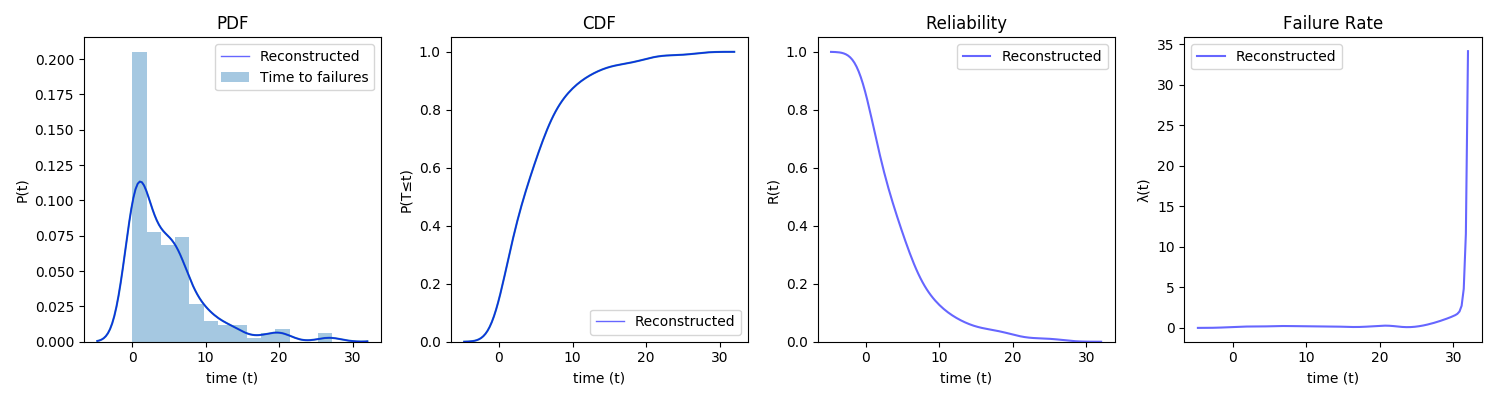 PDF
P(t)
0.200
0.175
0.150
0.125
0.100
0.075
0.050
0.025
0.000
Reconstructed
Time to failures
0 10 20 30
time (t)
CDF
P(T≤t)
1.0
0.8
0.6
0.4
0.2
0.0
Reconstructed
0 10 20 30
time (t)
Reliability
R(t)
1.0
0.8
0.6
0.4
0.2
0.0
Reconstructed
0 10 20 30
time (t)
Failure Rate
λ(t)
35
30
25
20
15
10
5
0
Reconstructed
0 10 20 30
time (t)